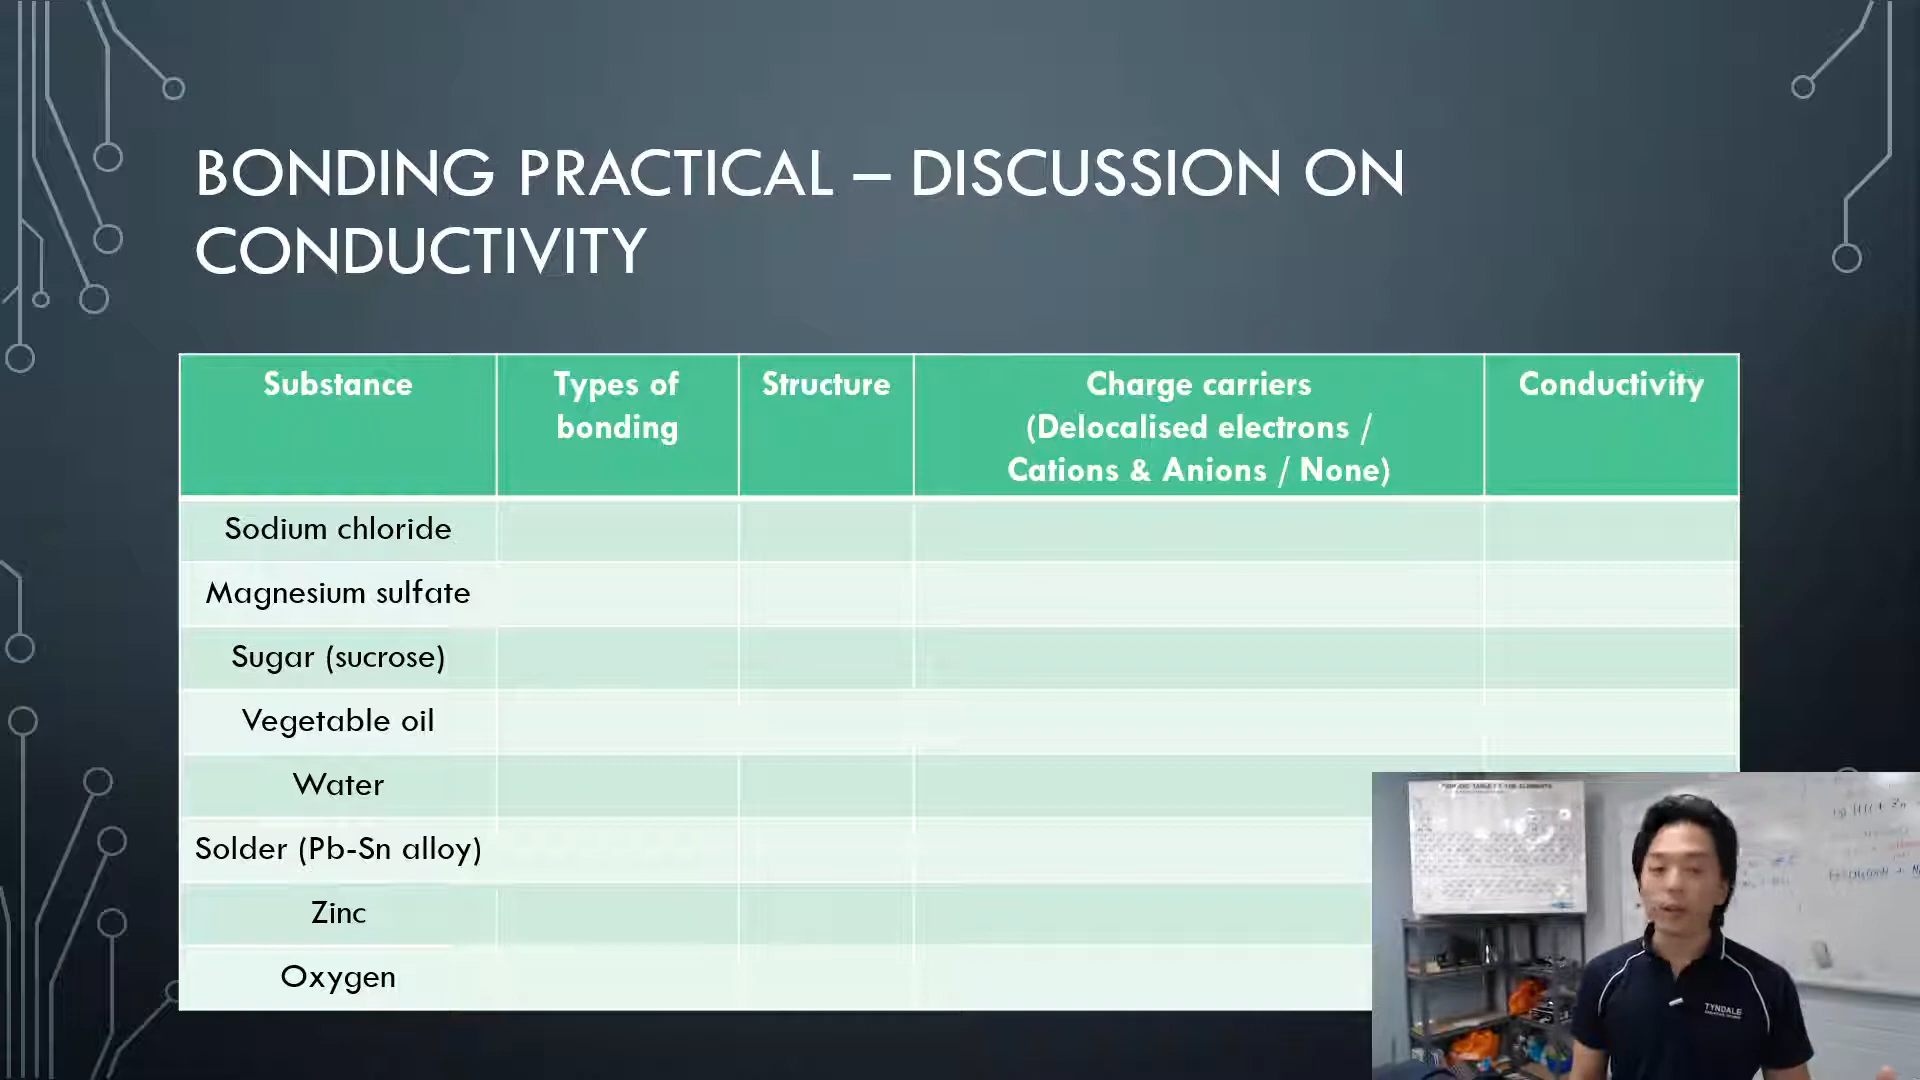 BONDING PRACTICAL – DISCUSSION ON
CONDUCTIVITY
Substance
Types of
bonding
Structure
Charge carriers
(Delocalised electrons /
Cations & Anions / None)
Conductivity
Sodium chloride
Magnesium sulfate
Sugar (sucrose)
Vegetable oil
Water
Solder (Pb-Sn alloy)
Zinc
Oxygen
TYNDALE